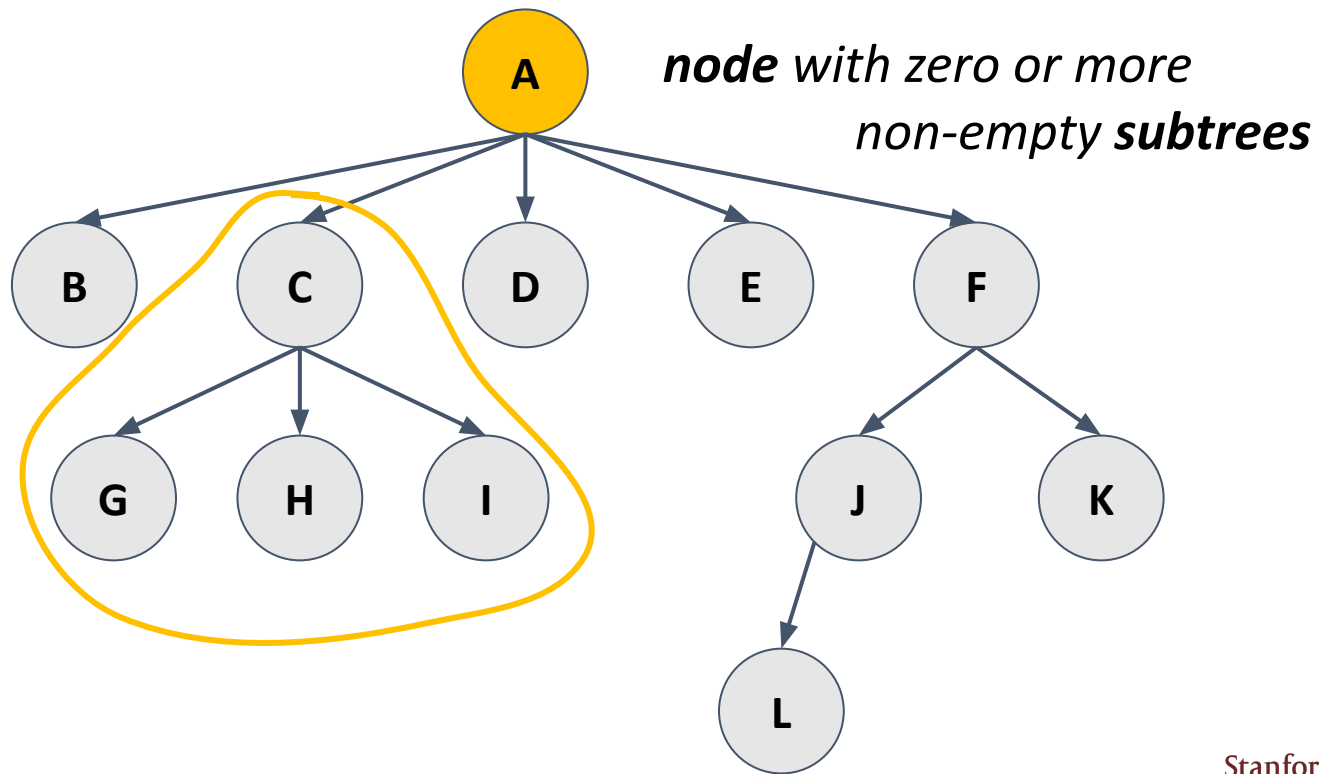 A
node with zero or more
non-empty subtrees
B C D E F
G H I J K
L
Stanfor